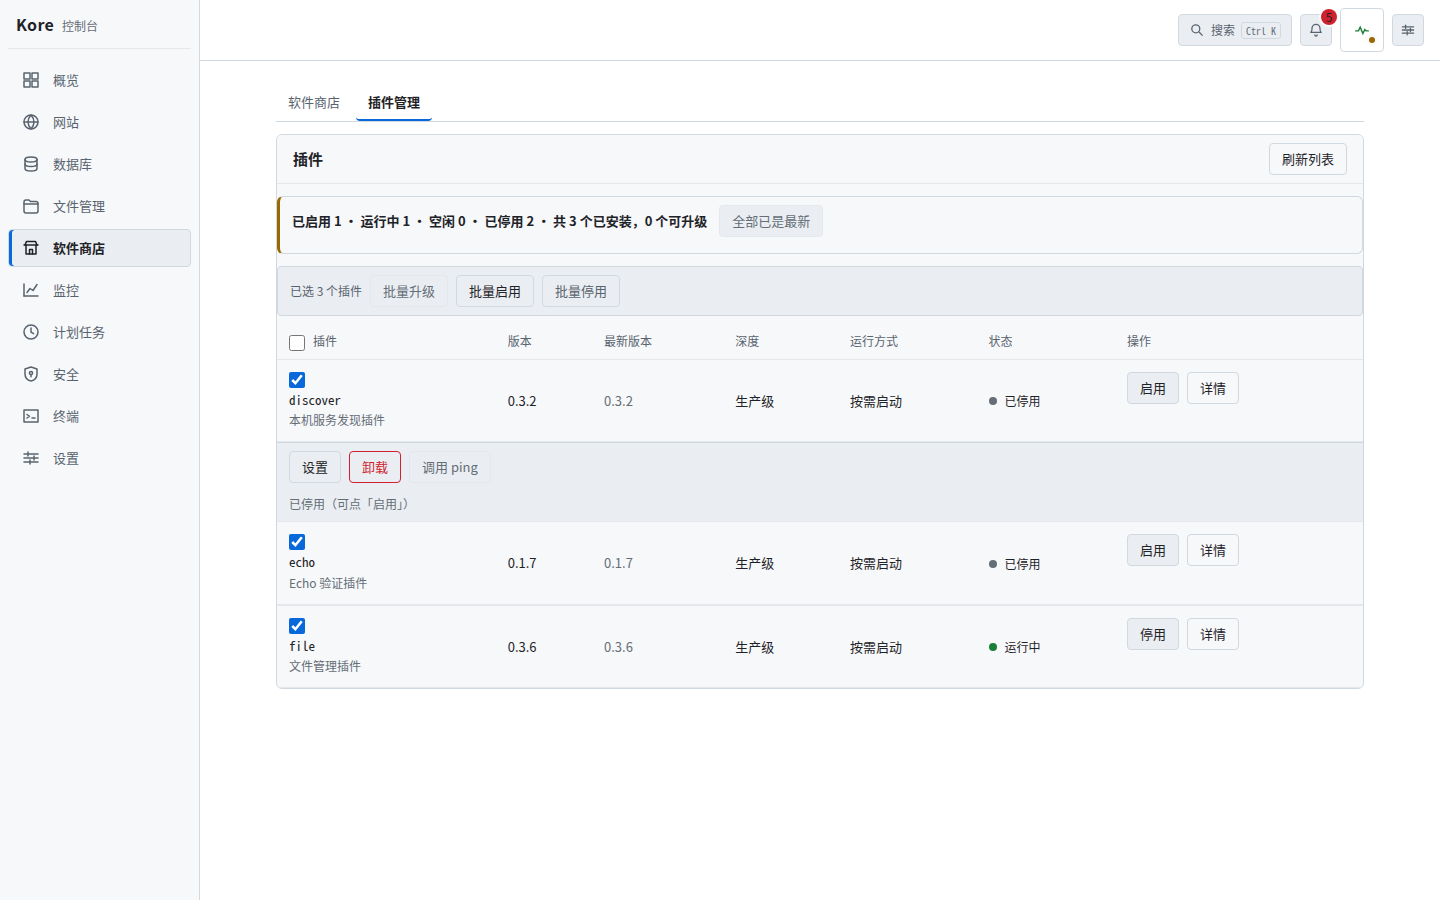 Kore 控制台
搜索 Ctrl K
5
概览
网站
数据库
文件管理
软件商店
监控
计划任务
安全
终端
设置
软件商店 插件管理
插件 刷新列表
已启用 1 · 运行中 1 · 空闲 0 · 已停用 2 · 共 3 个已安装，0 个可升级 全部已是最新
已选 3 个插件 批量升级 批量启用 批量停用
插件 版本 最新版本 深度 运行方式 状态 操作
discover 0.3.2 0.3.2 生产级 按需启动 已停用 启用 详情
本机服务发现插件
设置 卸载 调用 ping
已停用（可点「启用」）
echo 0.1.7 0.1.7 生产级 按需启动 已停用 启用 详情
Echo 验证插件
file 0.3.6 0.3.6 生产级 按需启动 运行中 停用 详情
文件管理插件